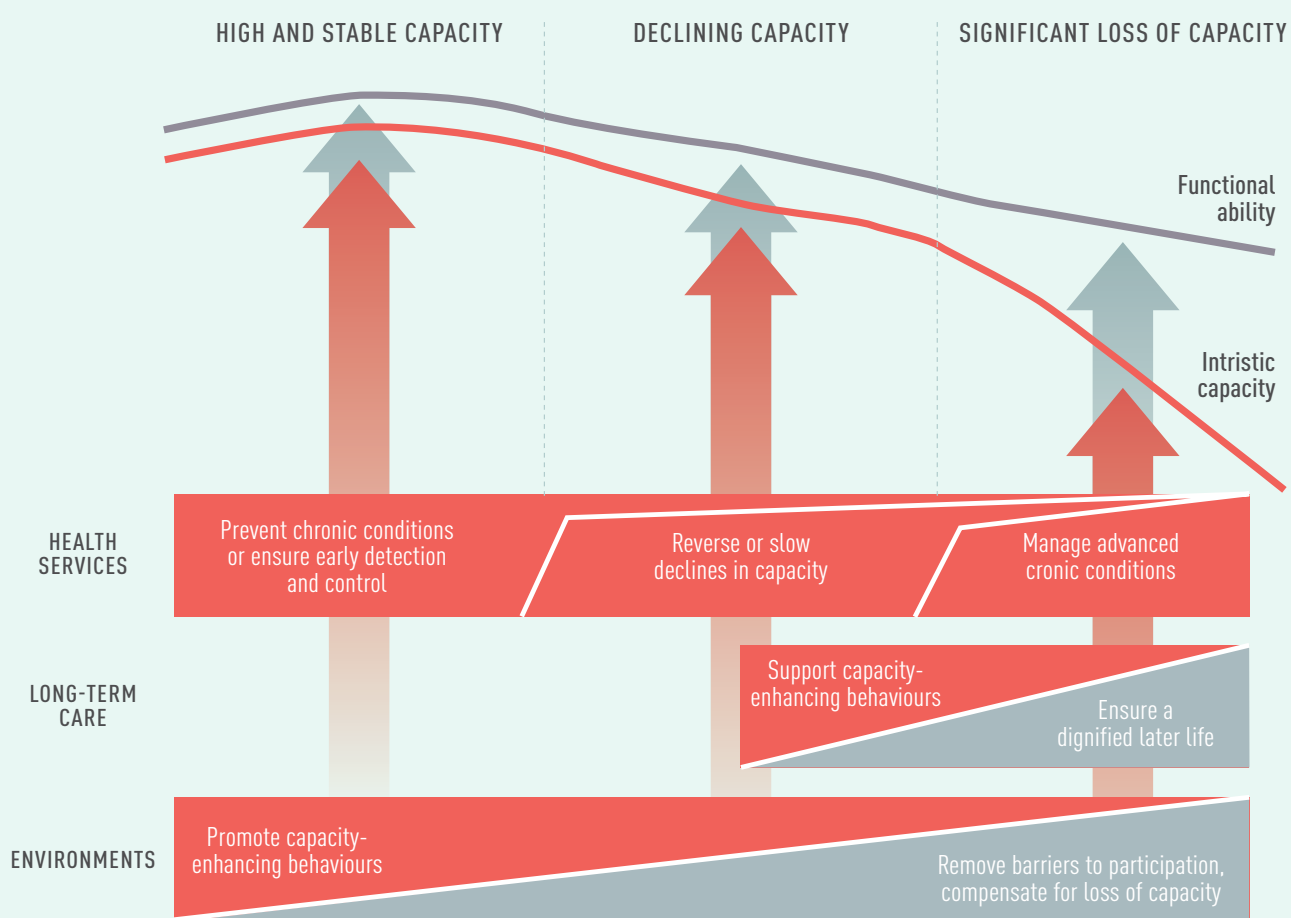 HIGH AND STABLE CAPACITY
DECLINING CAPACITY
SIGNIFICANT LOSS OF CAPACITY
Functional
ability
Intristic
capacity
HEALTH
SERVICES
Prevent chronic conditions
or ensure early detection
and control
Reverse or slow
declines in capacity
Manage advanced
cronic conditions
LONG-TERM
CARE
Support capacity-
enhancing behaviours
Ensure a
dignified later life
ENVIRONMENTS
Promote capacity-
enhancing behaviours
Remove barriers to participation,
compensate for loss of capacity